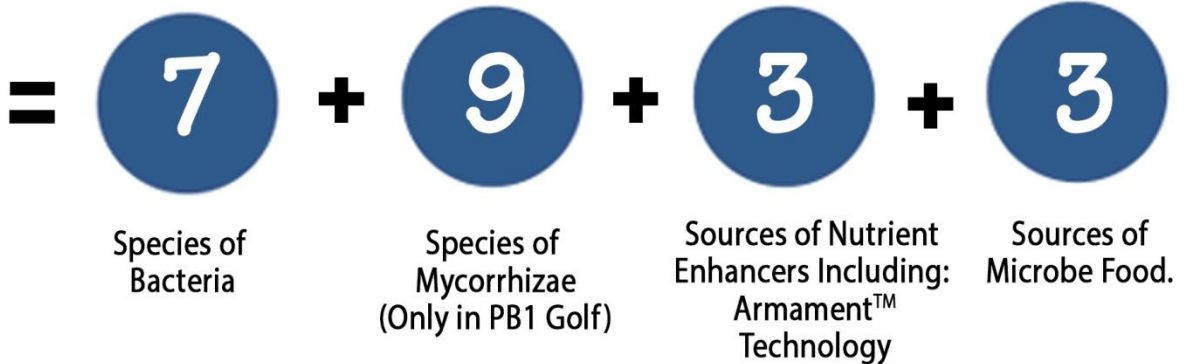 = 7 + 9 + 3 + 3
Species of
Bacteria
Species of
Mycorrhizae
(Only in PB1 Golf)
Sources of Nutrient
Enhancers Including:
Armament™
Technology
Sources of
Microbe Food.